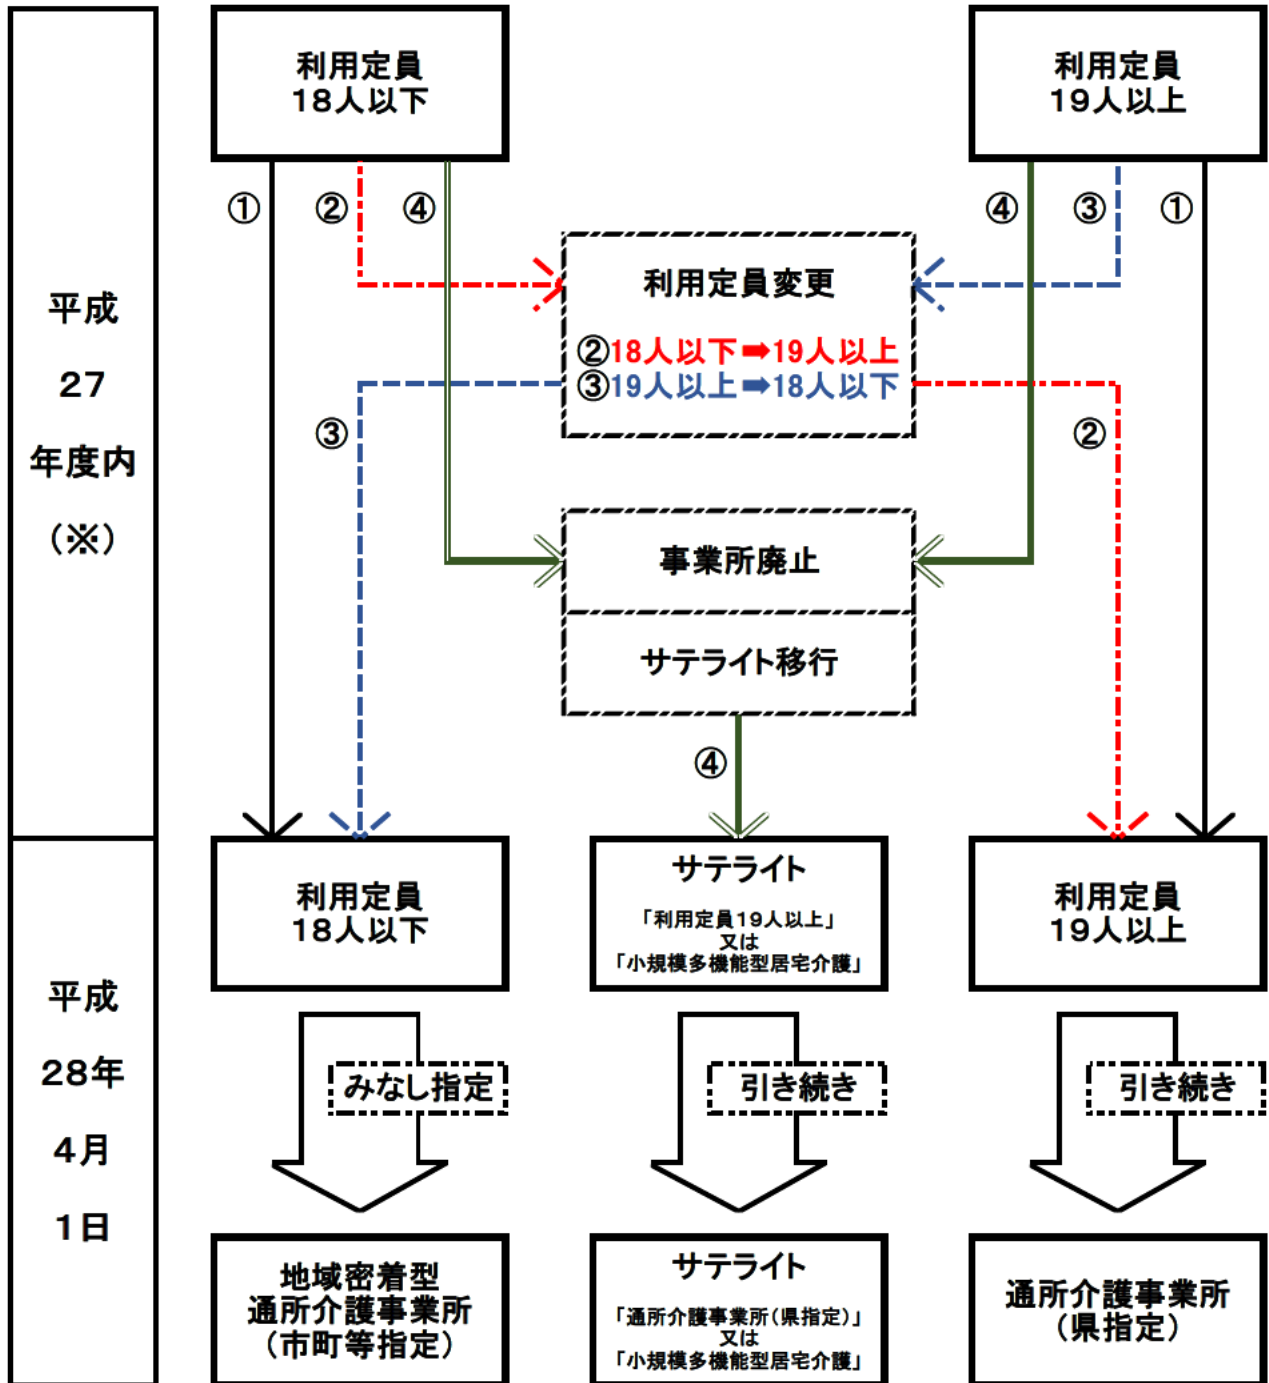 平成
27
年度内
（※）
利用定員
18人以下
利用定員
19人以上
①
②
④
④
③
①
利用定員変更
②18人以下➡19人以上
③19人以上➡18人以下
③
②
事業所廃止
サテライト移行
④
平成
28年
4月
1日
利用定員
18人以下
サテライト
「利用定員19人以上」
又は
「小規模多機能型居宅介護」
利用定員
19人以上
みなし指定
引き続き
引き続き
地域密着型
通所介護事業所
（市町等指定）
サテライト
「通所介護事業所（県指定）」
又は
「小規模多機能型居宅介護」
通所介護事業所
（県指定）